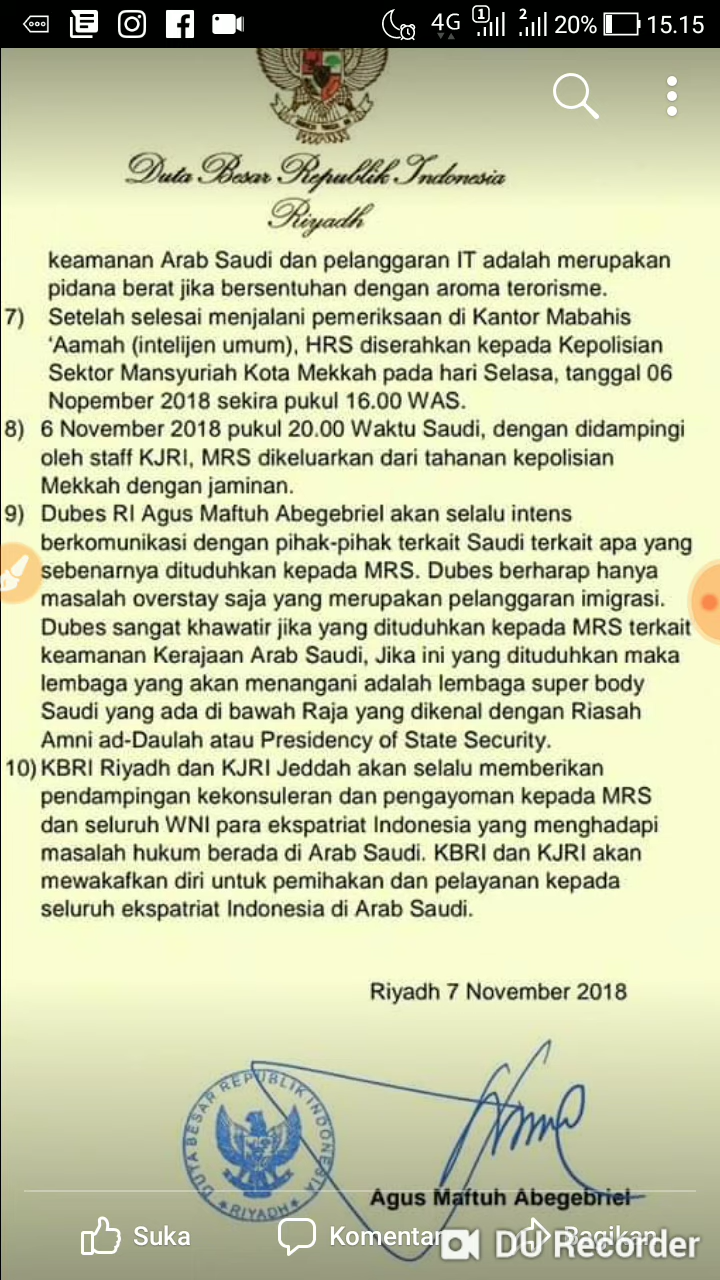 4G 1 2 20% 15.15
Duta Besar Republik Indonesia
Riyadh
keamanan Arab Saudi dan pelanggaran IT adalah merupakan
pidana berat jika bersentuhan dengan aroma terorisme.
7) Setelah selesai menjalani pemeriksaan di Kantor Mabahis
'Aamah (intelijen umum), HRS diserahkan kepada Kepolisian
Sektor Mansyuriah Kota Mekkah pada hari Selasa, tanggal 06
Nopember 2018 sekira pukul 16.00 WAS.
8) 6 November 2018 pukul 20.00 Waktu Saudi, dengan didampingi
oleh staff KJRI, MRS dikeluarkan dari tahanan kepolisian
Mekkah dengan jaminan.
9) Dubes RI Agus Maftuh Abegebriel akan selalu intens
berkomunikasi dengan pihak-pihak terkait Saudi terkait apa yang
sebenarnya dituduhkan kepada MRS. Dubes berharap hanya
masalah overstay saja yang merupakan pelanggaran imigrasi.
Dubes sangat khawatir jika yang dituduhkan kepada MRS terkait
keamanan Kerajaan Arab Saudi, Jika ini yang dituduhkan maka
lembaga yang akan menangani adalah lembaga super body
Saudi yang ada di bawah Raja yang dikenal dengan Riasah
Amni ad-Daulah atau Presidency of State Security.
10) KBRI Riyadh dan KJRI Jeddah akan selalu memberikan
pendampingan kekonsuleran dan pengayoman kepada MRS
dan seluruh WNI para ekspatriat Indonesia yang menghadapi
masalah hukum berada di Arab Saudi. KBRI dan KJRI akan
mewakafkan diri untuk pemihakan dan pelayanan kepada
seluruh ekspatriat Indonesia di Arab Saudi.
Riyadh 7 November 2018
DUTA BESAR REPUBLIK INDONESIA
RIYADH
Agus Maftuh Abegebriel
Suka Komentar Bagikan
DU Recorder